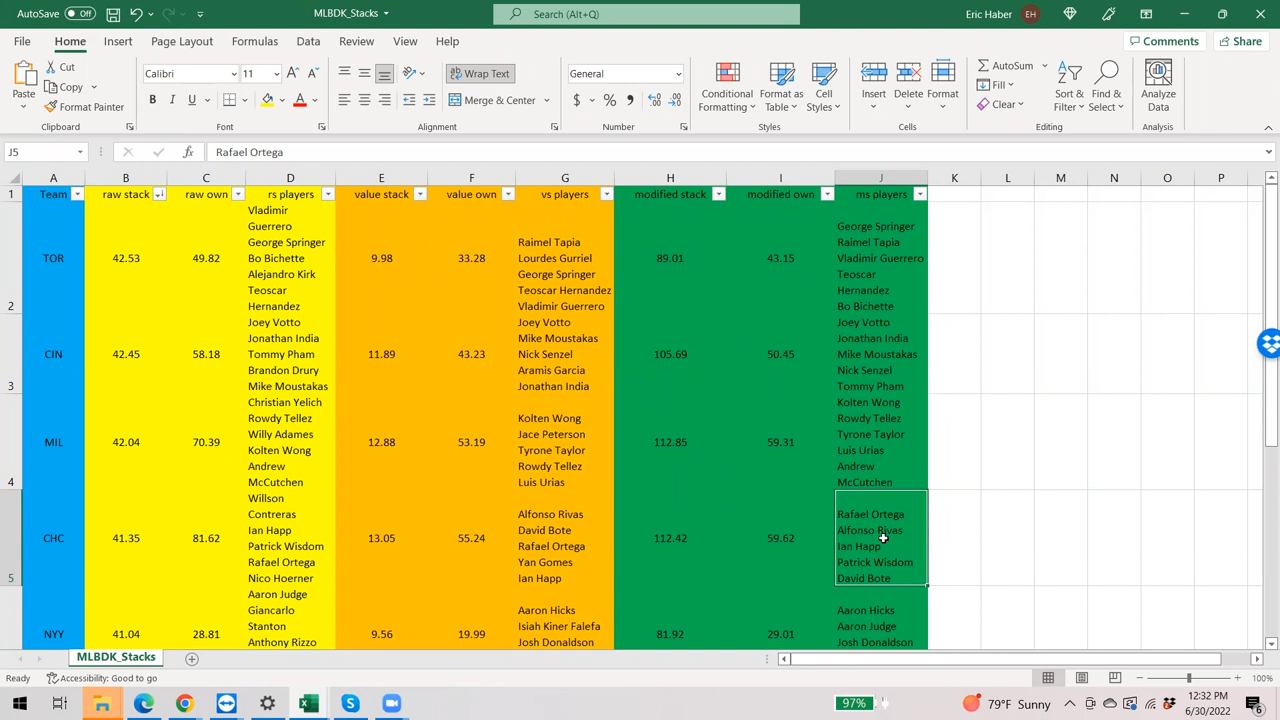 AutoSave Off MLBDK_Stacks Search (Alt+Q) Eric Haber EH
File Home Insert Page Layout Formulas Data Review View Help Comments Share
Paste Cut Copy Format Painter Clipboard
Calibri 11 B I U Font
Wrap Text Merge & Center Alignment
General $ % Number
Conditional Formatting Format as Table Cell Styles Styles
Insert Delete Format Cells
AutoSum Fill Clear Sort & Filter Find & Select Editing
Analyze Data Analysis
J5 fx Rafael Ortega
A B C D E F G H I J K L M N O P
1 Team raw stack raw own rs players value stack value own vs players modified stack modified own ms players
Vladimir
Guerrero George Springer
George Springer Raimel Tapia Raimel Tapia
TOR 42.53 49.82 Bo Bichette 9.98 33.28 Lourdes Gurriel 89.01 43.15 Vladimir Guerrero
Alejandro Kirk George Springer Teoscar
Teoscar Teoscar Hernandez Hernandez
2 Hernandez Vladimir Guerrero Bo Bichette
Joey Votto Joey Votto Joey Votto
Jonathan India Mike Moustakas Jonathan India
CIN 42.45 58.18 Tommy Pham 11.89 43.23 Nick Senzel 105.69 50.45 Mike Moustakas
Brandon Drury Aramis Garcia Nick Senzel
3 Mike Moustakas Jonathan India Tommy Pham
Christian Yelich Kolten Wong
Rowdy Tellez Kolten Wong Rowdy Tellez
Willy Adames Jace Peterson Tyrone Taylor
MIL 42.04 70.39 Kolten Wong 12.88 53.19 Tyrone Taylor 112.85 59.31 Luis Urias
Andrew Rowdy Tellez Andrew
4 McCutchen Luis Urias McCutchen
Willson
Contreras Alfonso Rivas Rafael Ortega
Ian Happ David Bote Alfonso Rivas
CHC 41.35 81.62 Patrick Wisdom 13.05 55.24 Rafael Ortega 112.42 59.62 Ian Happ
Rafael Ortega Yan Gomes Patrick Wisdom
5 Nico Hoerner Ian Happ David Bote
Aaron Judge
Giancarlo Aaron Hicks Aaron Hicks
Stanton Isiah Kiner Falefa Aaron Judge
NYY 41.04 28.81 Anthony Rizzo 9.56 19.99 Josh Donaldson 81.92 29.01 Josh Donaldson
MLBDK_Stacks
Ready Accessibility: Good to go 100%
97% 79°F Sunny 12:32 PM
6/30/2022 6